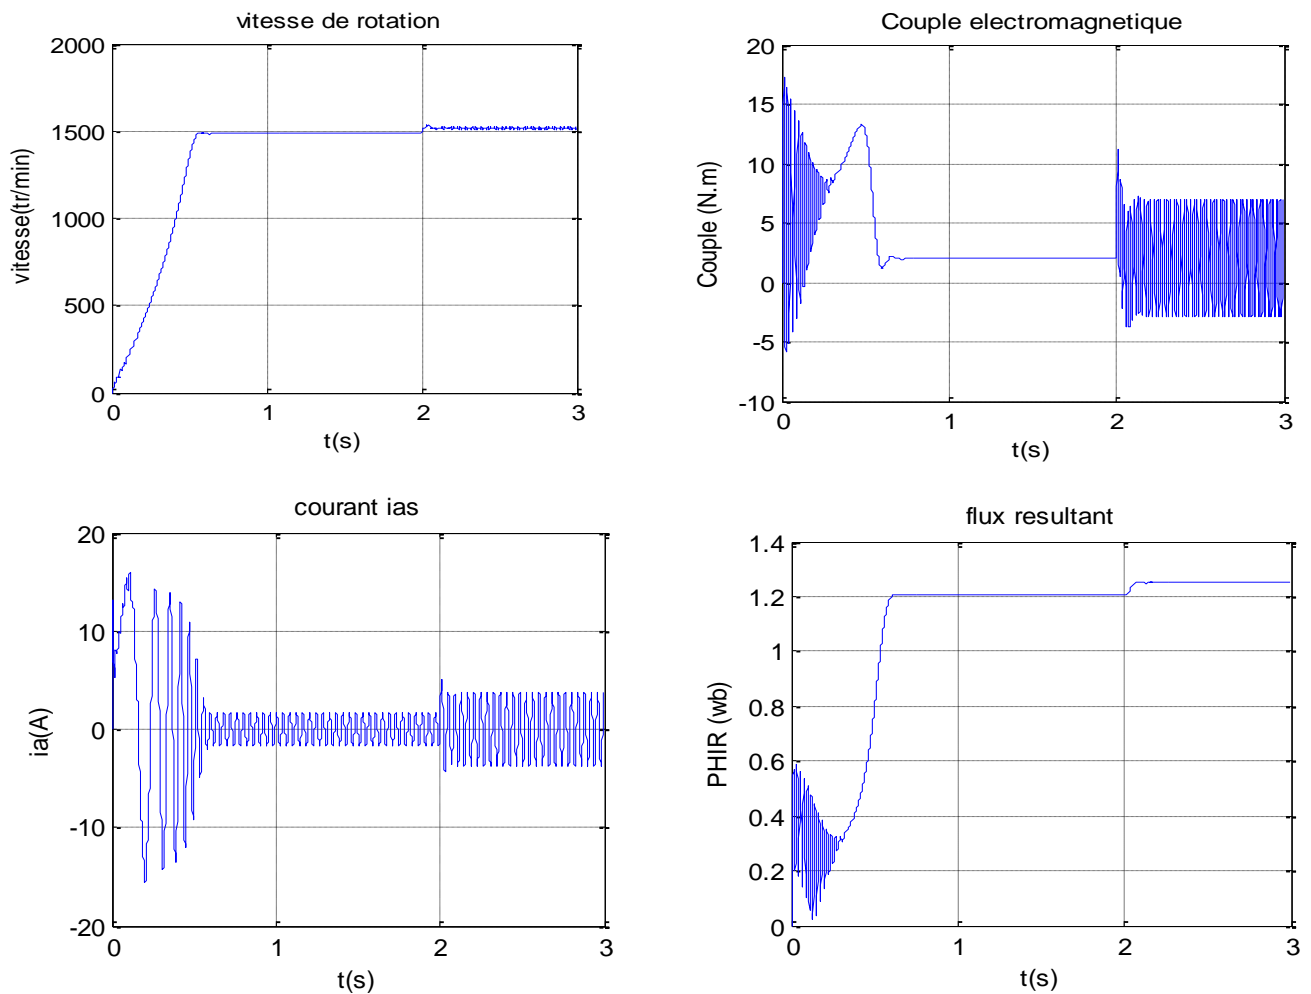 vitesse de rotation
2000
1500
1000
500
0
vitesse(tr/min)
0 1 2 3
t(s)
Couple electromagnetique
20
15
10
5
0
-5
-10
Couple (N.m)
0 1 2 3
t(s)
courant ias
20
10
0
-10
-20
ia(A)
0 1 2 3
t(s)
flux resultant
1.4
1.2
1
0.8
0.6
0.4
0.2
0
PHIR (wb)
0 1 2 3
t(s)